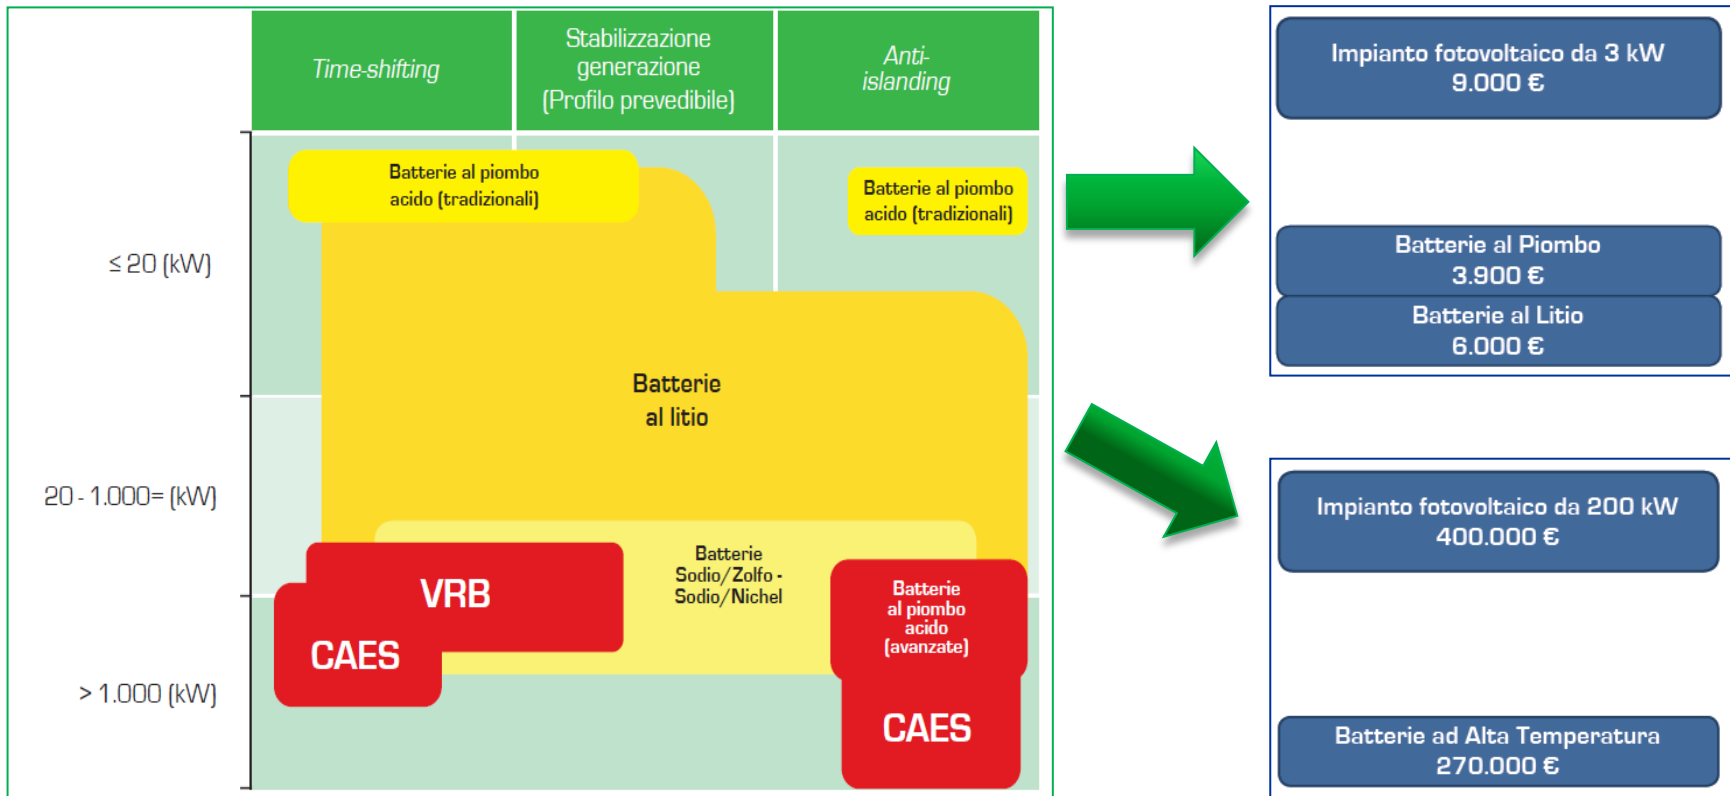 Time-shifting
Stabilizzazione
generazione
(Profilo prevedibile)
Anti-
islanding
≤ 20 (kW)
20 - 1.000= (kW)
> 1.000 (kW)
Batterie al piombo
acido (tradizionali)
Batterie al piombo
acido (tradizionali)
Batterie
al litio
Batterie
Sodio/Zolfo -
Sodio/Nichel
VRB
CAES
Batterie
al piombo
acido
(avanzate)
CAES
Impianto fotovoltaico da 3 kW
9.000 €
Batterie al Piombo
3.900 €
Batterie al Litio
6.000 €
Impianto fotovoltaico da 200 kW
400.000 €
Batterie ad Alta Temperatura
270.000 €